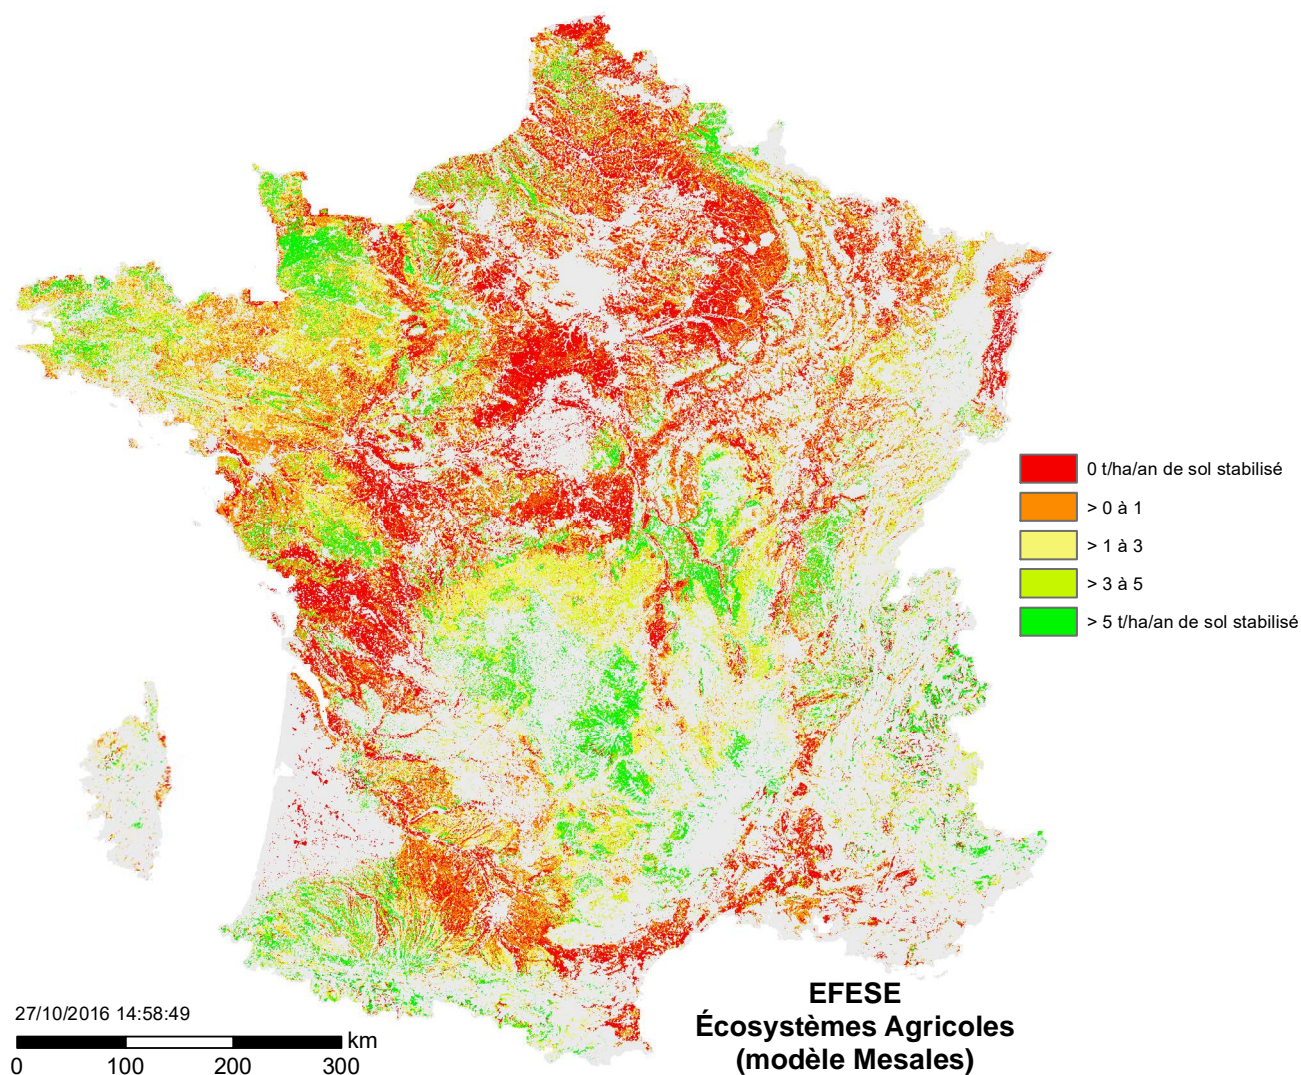 0 t/ha/an de sol stabilisé
> 0 à 1
> 1 à 3
> 3 à 5
> 5 t/ha/an de sol stabilisé
27/10/2016 14:58:49
km
0 100 200 300
EFESE
Écosystèmes Agricoles
(modèle Mesales)